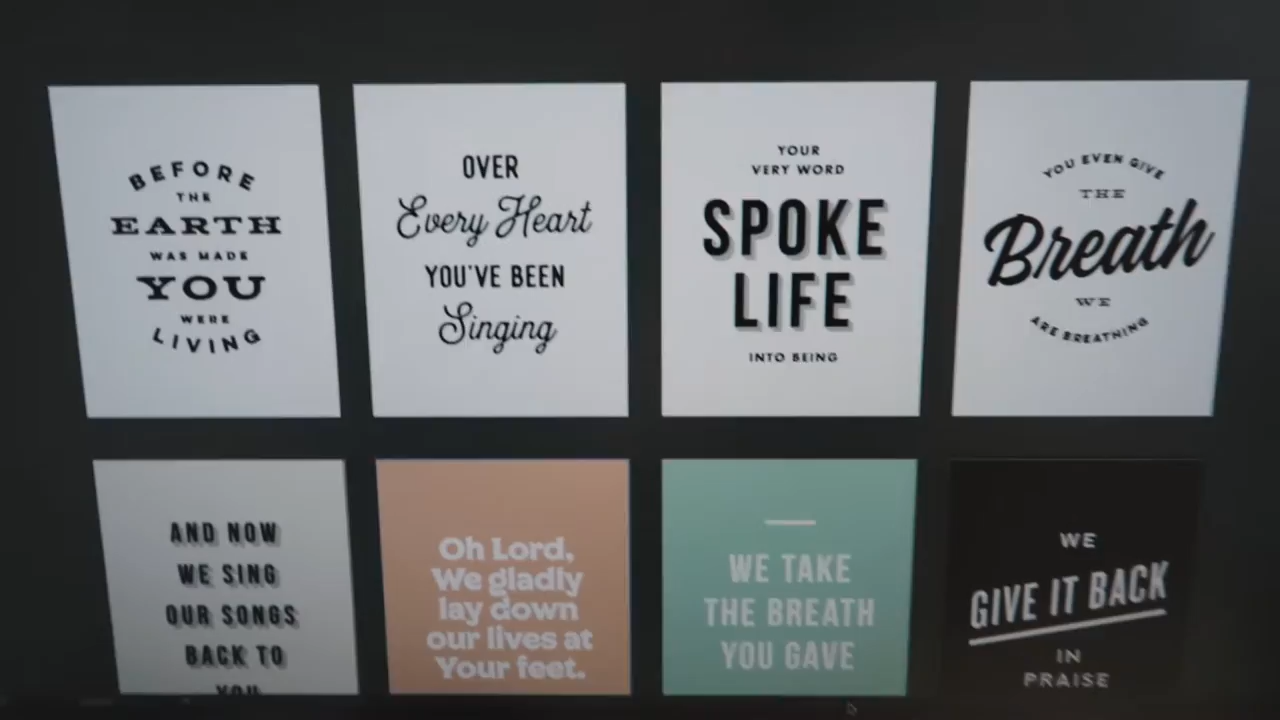 BEFORE
THE
EARTH
WAS MADE
YOU
WERE
LIVING
OVER
Every Heart
YOU'VE BEEN
Singing
YOUR
VERY WORD
SPOKE
LIFE
INTO BEING
YOU EVEN GIVE
THE
Breath
WE
ARE BREATHING
AND NOW
WE SING
OUR SONGS
BACK TO
YOU
Oh Lord,
We gladly
lay down
our lives at
Your feet.
WE TAKE
THE BREATH
YOU GAVE
WE
GIVE IT BACK
IN
PRAISE